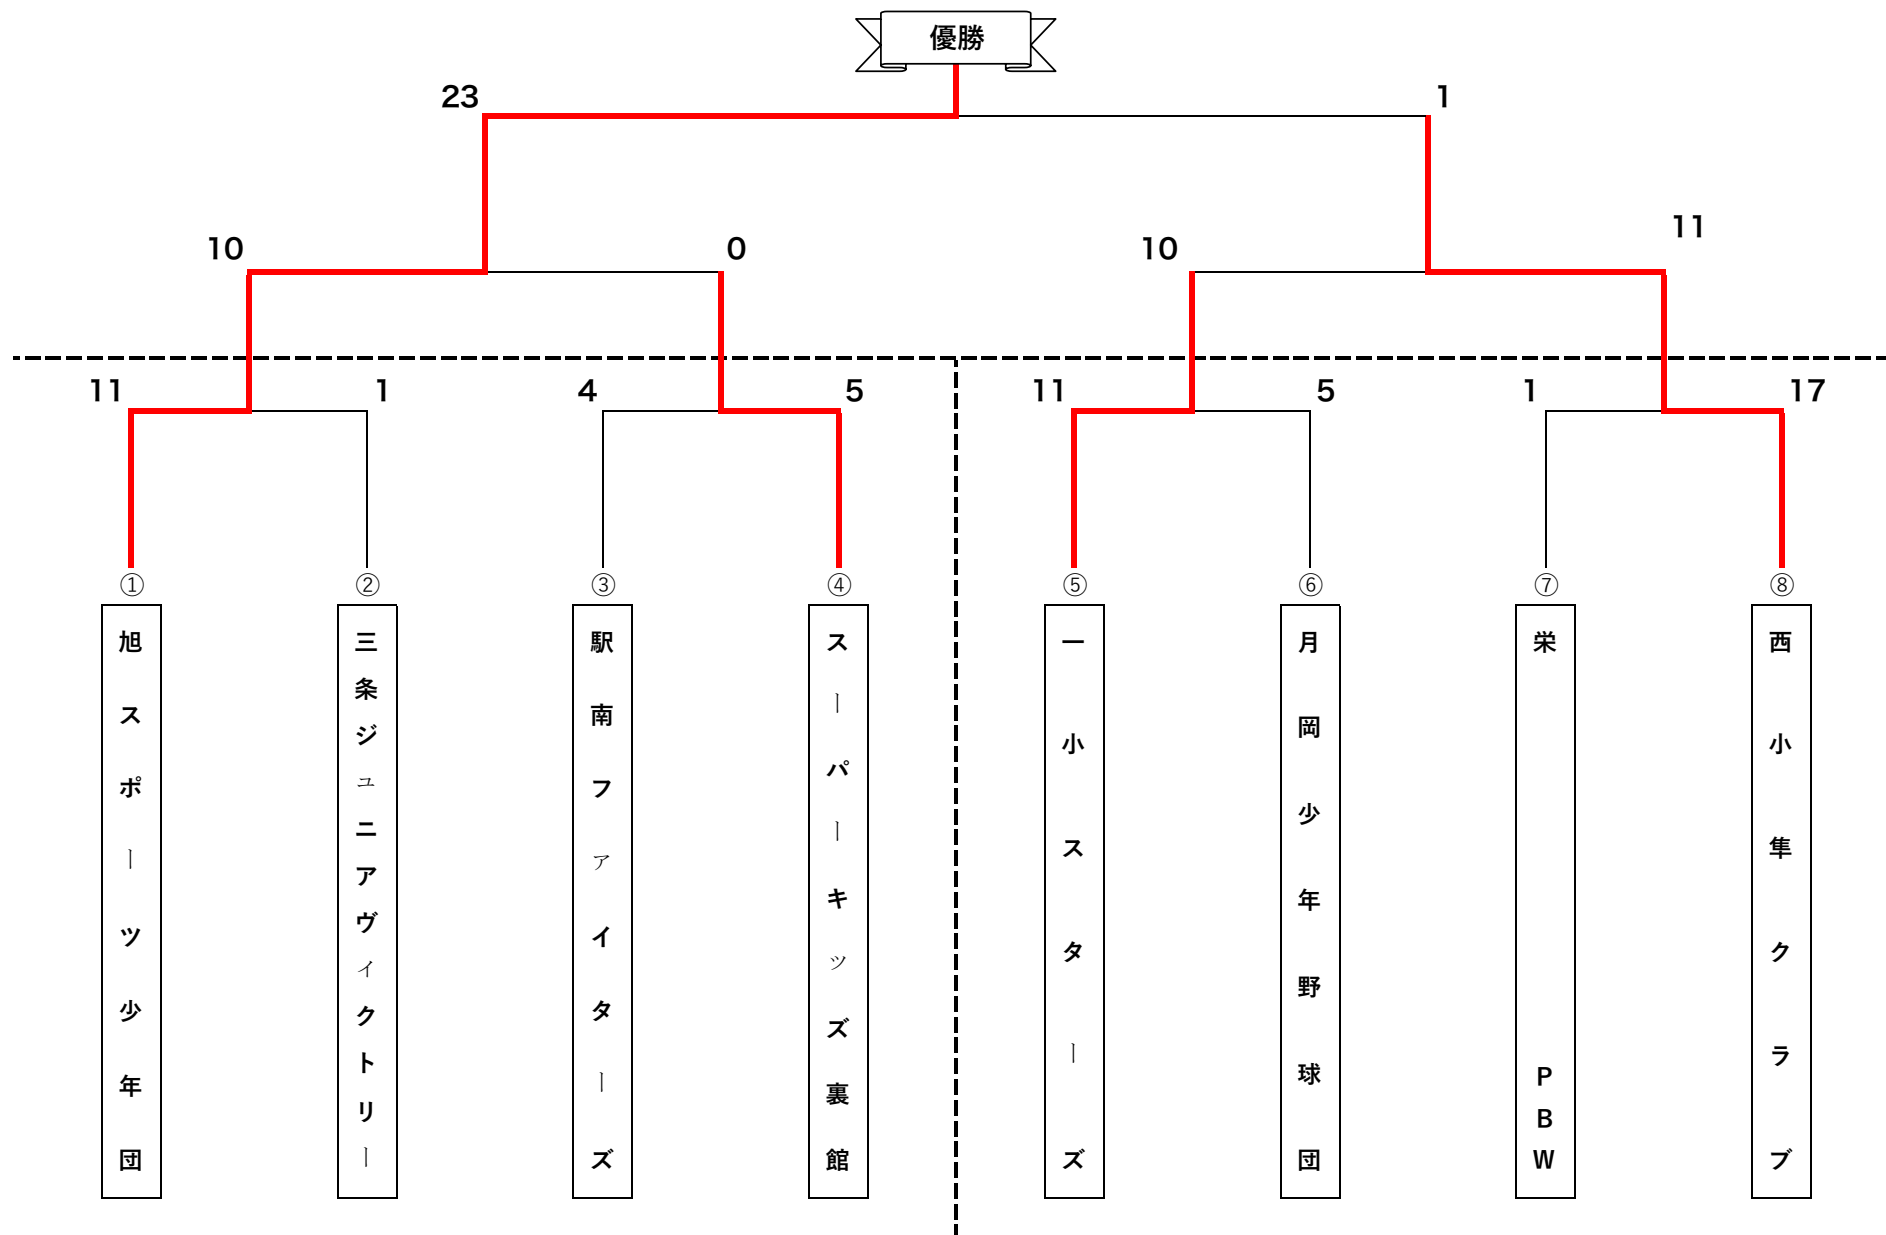 優勝
23
1
10
0
10
11
11
1
4
5
11
5
1
17
①
②
③
④
⑤
⑥
⑦
⑧
旭スポーツ少年団
三条ジュニアヴィクトリー
駅南ファイターズ
スーパーキッズ裏館
一小スターズ
月岡少年野球団
栄PBW
西小隼クラブ